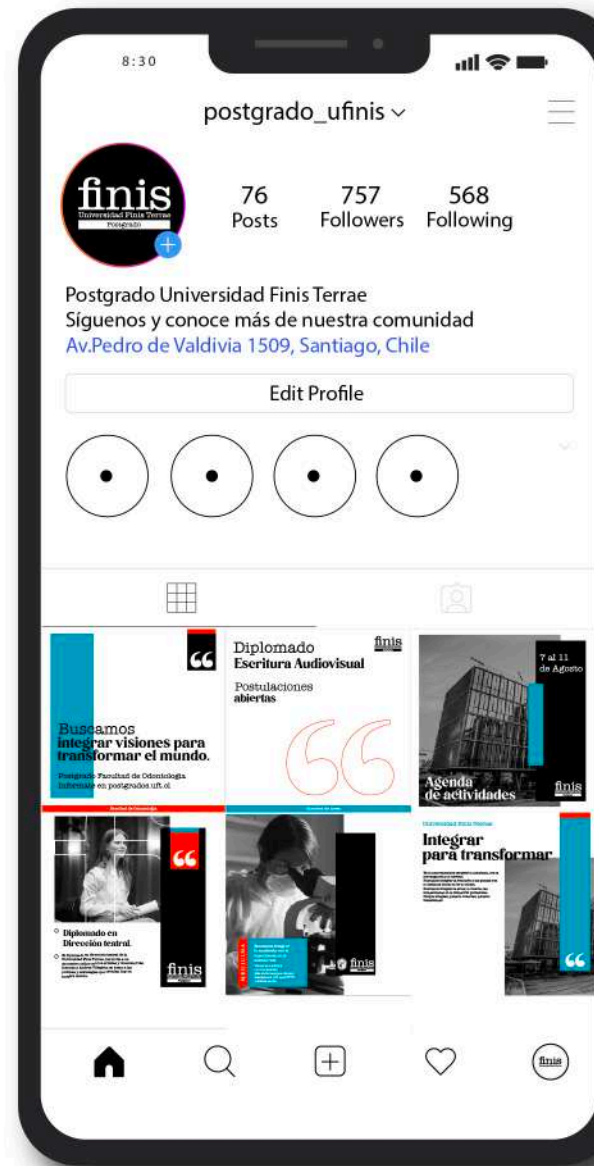 8:30
postgrado_ufinis
finis
Universidad Finis Terrae
Postgrado
76
Posts
757
Followers
568
Following
Postgrado Universidad Finis Terrae
Síguenos y conoce más de nuestra comunidad
Av.Pedro de Valdivia 1509, Santiago, Chile
Edit Profile
Buscamos
integrar visiones para
transformar el mundo.
Postgrado Facultad de Odoniología
Infórmate en postgrados.uft.cl
Diplomado
Escritura Audiovisual
Postulaciones
abiertas
finis
7 al 11
de Agosto
Agenda
de actividades
finis
Diplomado en
Dirección teatral.
finis
MEDICINA
finis
Universidad Finis Terrae
Integrar
para transformar
finis